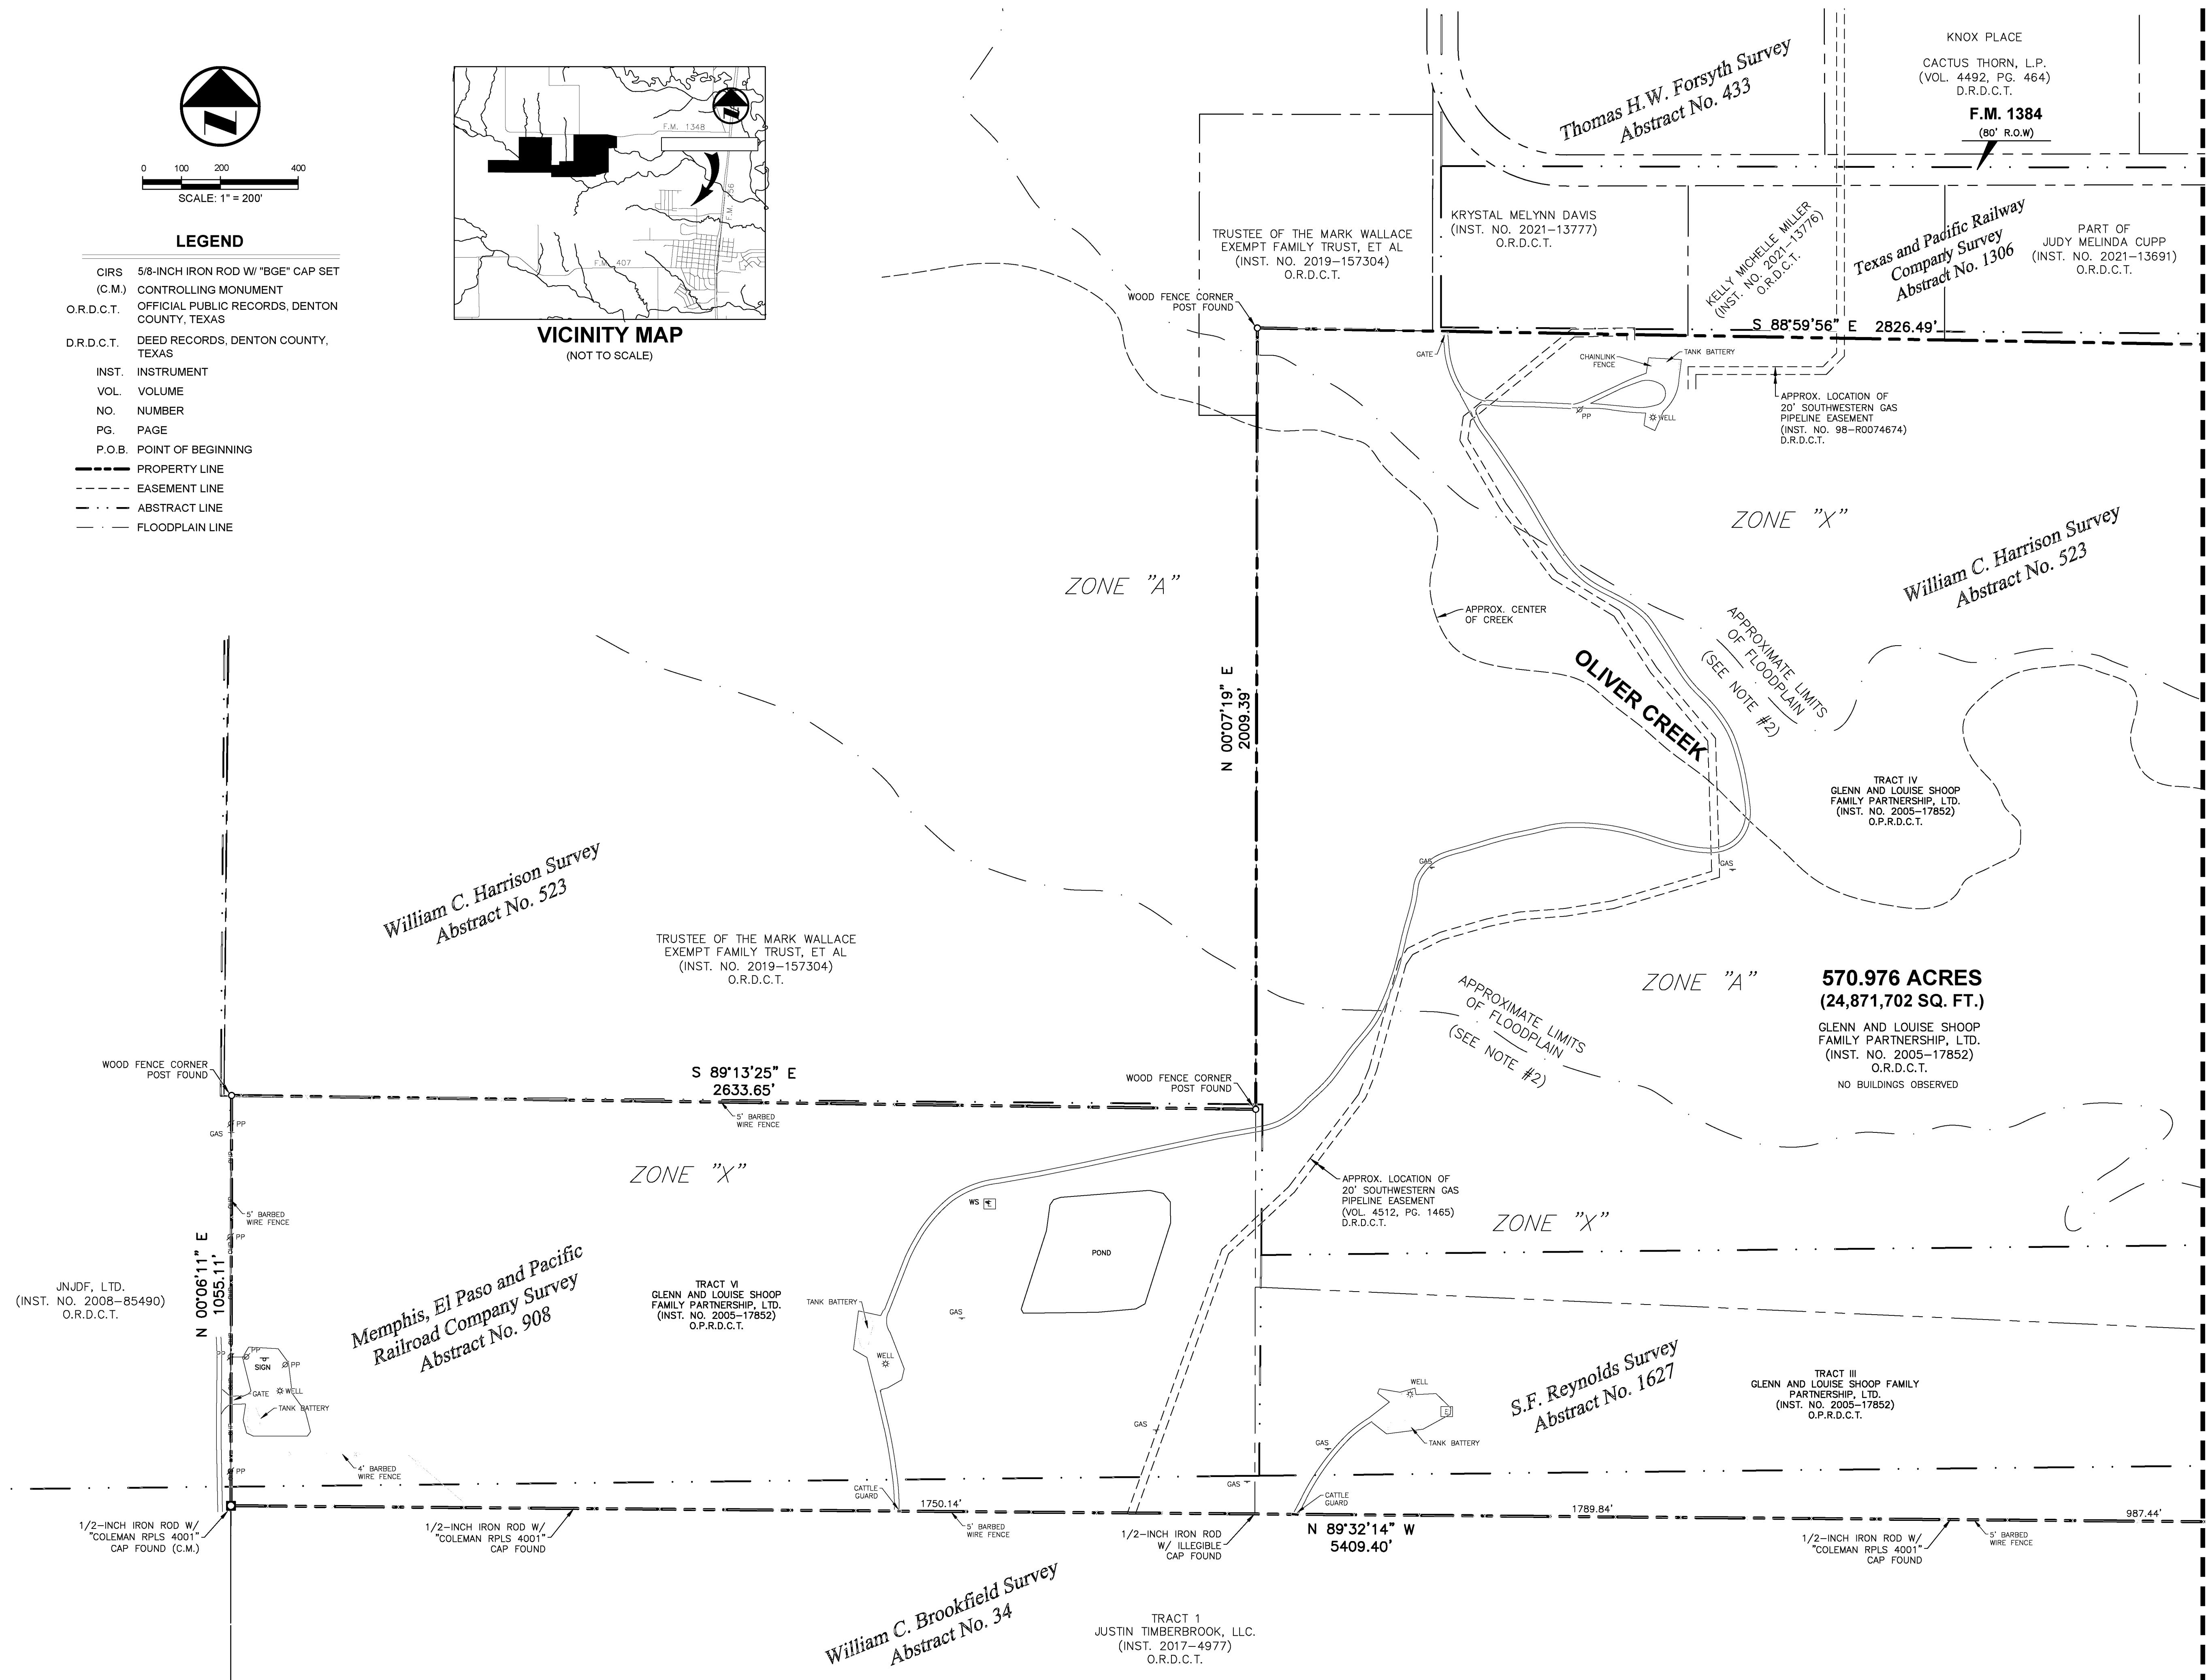 N
0 100 200 400
SCALE: 1" = 200'
LEGEND
CIRS 5/8-INCH IRON ROD W/ "BGE" CAP SET
(C.M.) CONTROLLING MONUMENT
O.R.D.C.T. OFFICIAL PUBLIC RECORDS, DENTON
COUNTY, TEXAS
D.R.D.C.T. DEED RECORDS, DENTON COUNTY,
TEXAS
INST. INSTRUMENT
VOL. VOLUME
NO. NUMBER
PG. PAGE
P.O.B. POINT OF BEGINNING
PROPERTY LINE
EASEMENT LINE
ABSTRACT LINE
FLOODPLAIN LINE
N
F.M. 1348
F.M. 407
VICINITY MAP
(NOT TO SCALE)
Thomas H.W. Forsyth Survey
Abstract No. 433
KNOX PLACE
CACTUS THORN, L.P.
(VOL. 4492, PG. 464)
D.R.D.C.T.
F.M. 1384
(80' R.O.W)
TRUSTEE OF THE MARK WALLACE
EXEMPT FAMILY TRUST, ET AL
(INST. NO. 2019-157304)
O.R.D.C.T.
KRYSTAL MELYNN DAVIS
(INST. NO. 2021-13777)
O.R.D.C.T.
KELLY MICHELLE MILLER
(INST. NO. 2021-13776)
O.R.D.C.T.
Texas and Pacific Railway
Company Survey
Abstract No. 1306
PART OF
JUDY MELINDA CUPP
(INST. NO. 2021-13691)
O.R.D.C.T.
WOOD FENCE CORNER
POST FOUND
S 88°59'56" E 2826.49'
GATE
CHAINLINK
FENCE
TANK BATTERY
PP
WELL
APPROX. LOCATION OF
20' SOUTHWESTERN GAS
PIPELINE EASEMENT
(INST. NO. 98-R0074674)
D.R.D.C.T.
ZONE "X"
William C. Harrison Survey
Abstract No. 523
ZONE "A"
APPROX. CENTER
OF CREEK
OLIVER CREEK
APPROXIMATE LIMITS
OF FLOODPLAIN
(SEE NOTE #2)
N 00°07'19" E
2009.39'
TRACT IV
GLENN AND LOUISE SHOOP
FAMILY PARTNERSHIP, LTD.
(INST. NO. 2005-17852)
O.P.R.D.C.T.
GAS
GAS
William C. Harrison Survey
Abstract No. 523
TRUSTEE OF THE MARK WALLACE
EXEMPT FAMILY TRUST, ET AL
(INST. NO. 2019-157304)
O.R.D.C.T.
ZONE "A"
570.976 ACRES
(24,871,702 SQ. FT.)
GLENN AND LOUISE SHOOP
FAMILY PARTNERSHIP, LTD.
(INST. NO. 2005-17852)
O.R.D.C.T.
NO BUILDINGS OBSERVED
APPROXIMATE LIMITS
OF FLOODPLAIN
(SEE NOTE #2)
WOOD FENCE CORNER
POST FOUND
S 89°13'25" E
2633.65'
WOOD FENCE CORNER
POST FOUND
5' BARBED
WIRE FENCE
PP
GAS
ZONE "X"
WS
E
POND
APPROX. LOCATION OF
20' SOUTHWESTERN GAS
PIPELINE EASEMENT
(VOL. 4512, PG. 1465)
D.R.D.C.T.
ZONE "X"
5' BARBED
WIRE FENCE
PP
N 00°06'11" E
1055.11'
JNJDF, LTD.
(INST. NO. 2008-85490)
O.R.D.C.T.
Memphis, El Paso and Pacific
Railroad Company Survey
Abstract No. 908
TRACT VI
GLENN AND LOUISE SHOOP
FAMILY PARTNERSHIP, LTD.
(INST. NO. 2005-17852)
O.P.R.D.C.T.
TANK BATTERY
GAS
WELL
PP
SIGN
PP
GATE
WELL
TANK BATTERY
S.F. Reynolds Survey
Abstract No. 1627
TRACT III
GLENN AND LOUISE SHOOP FAMILY
PARTNERSHIP, LTD.
(INST. NO. 2005-17852)
O.P.R.D.C.T.
WELL
E
TANK BATTERY
GAS
GAS
PP
4' BARBED
WIRE FENCE
CATTLE
GUARD
GAS
CATTLE
GUARD
1750.14'
1789.84'
987.44'
1/2-INCH IRON ROD W/
"COLEMAN RPLS 4001"
CAP FOUND (C.M.)
1/2-INCH IRON ROD W/
"COLEMAN RPLS 4001"
CAP FOUND
5' BARBED
WIRE FENCE
1/2-INCH IRON ROD
W/ ILLEGIBLE
CAP FOUND
N 89°32'14" W
5409.40'
1/2-INCH IRON ROD W/
"COLEMAN RPLS 4001"
CAP FOUND
5' BARBED
WIRE FENCE
William C. Brookfield Survey
Abstract No. 34
TRACT 1
JUSTIN TIMBERBROOK, LLC.
(INST. 2017-4977)
O.R.D.C.T.